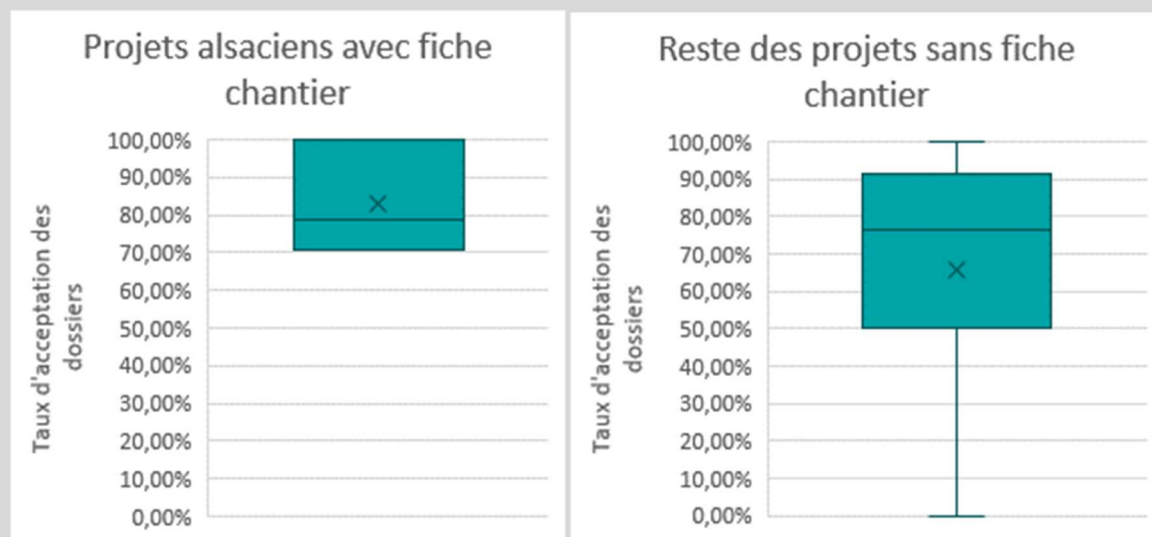 Projets alsaciens avec fiche
chantier
Taux d'acceptation des
dossiers
100,00%
90,00%
80,00%
70,00%
60,00%
50,00%
40,00%
30,00%
20,00%
10,00%
0,00%
Reste des projets sans fiche
chantier
Taux d'acceptation des
dossiers
100,00%
90,00%
80,00%
70,00%
60,00%
50,00%
40,00%
30,00%
20,00%
10,00%
0,00%